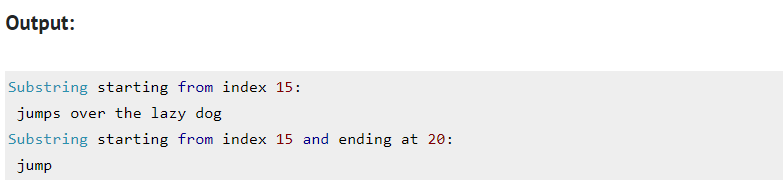 Output:
Substring starting from index 15:
 jumps over the lazy dog
Substring starting from index 15 and ending at 20:
 jump